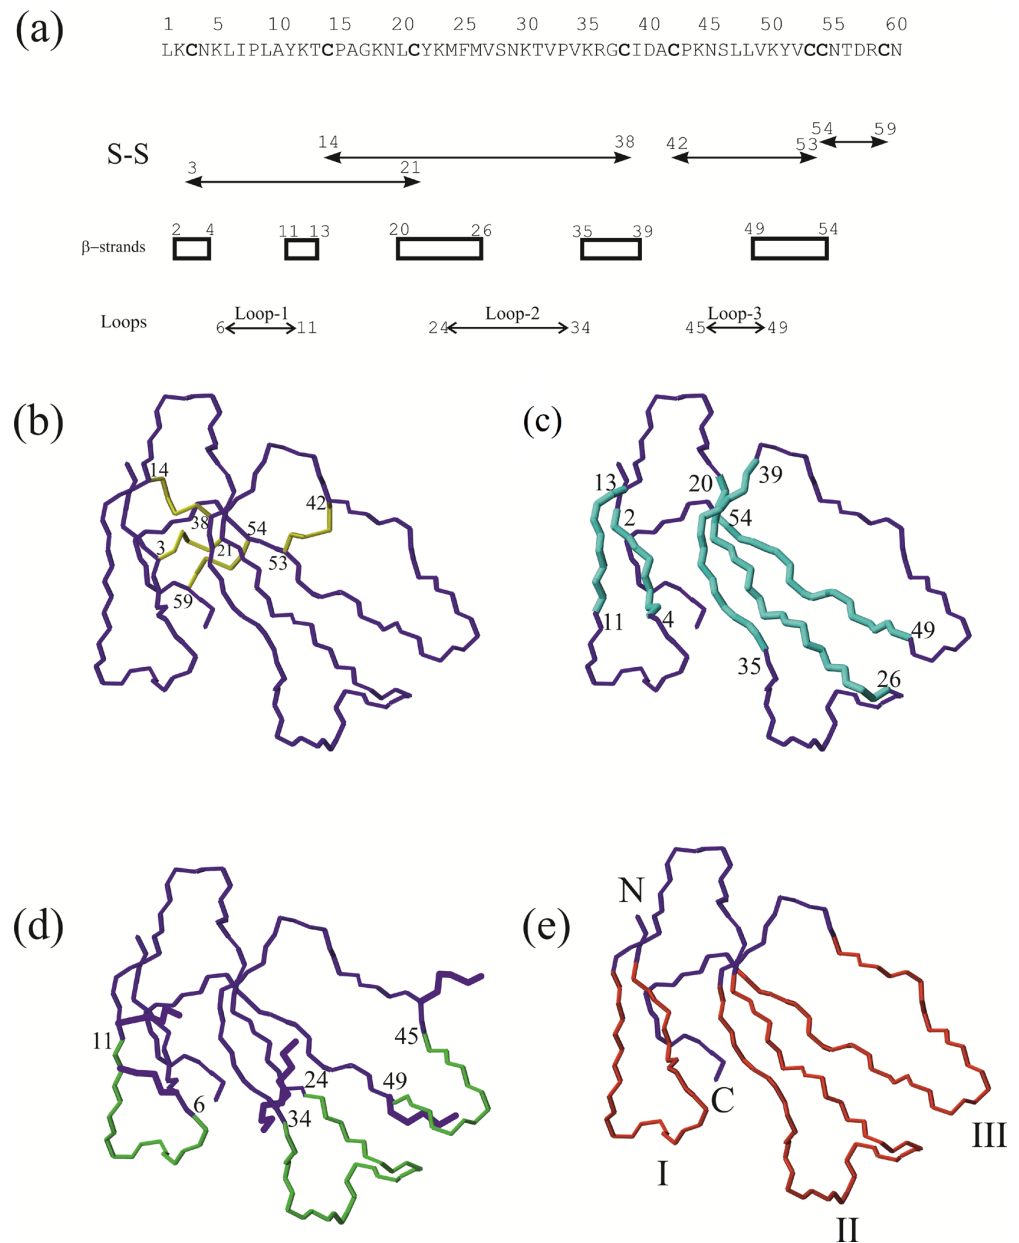 (a)
1 5 10 15 20 25 30 35 40 45 50 55 60
LKCNKLIPLAYKTCPAGKNLCYKMFMVSNKTVPVKRGCIDACPKNSLLVKYVCCNTDRCN
S-S
14 38 42 53 54 59
3 21
β-strands
2 4 11 13 20 26 35 39 49 54
Loops
6 Loop-1 11 24 Loop-2 34 45 Loop-3 49
(b)
14
42
38 54
3 21 53
59
(c)
39
13 20
2 54
11 4 49
35 26
(d)
11 45
24 49
6 34
(e)
N
C
III
I
II